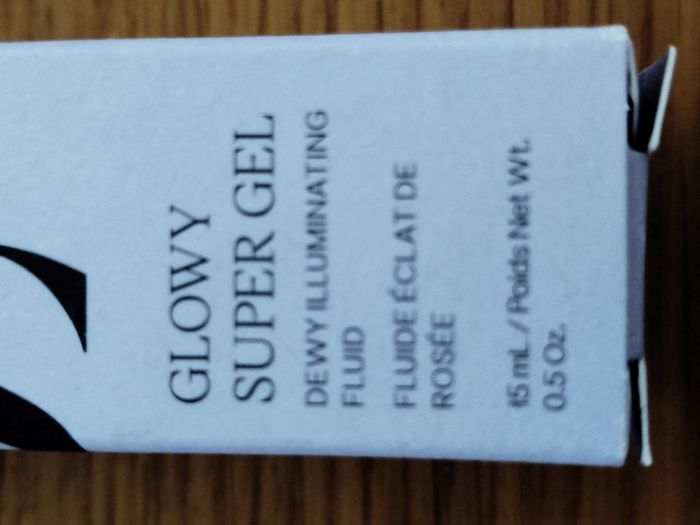 GLOWY
SUPER GEL
DEWY ILLUMINATING
FLUID
FLUIDE ÉCLAT DE
ROSÉE
15 mL / Poids Net Wt.
0.5 Oz.